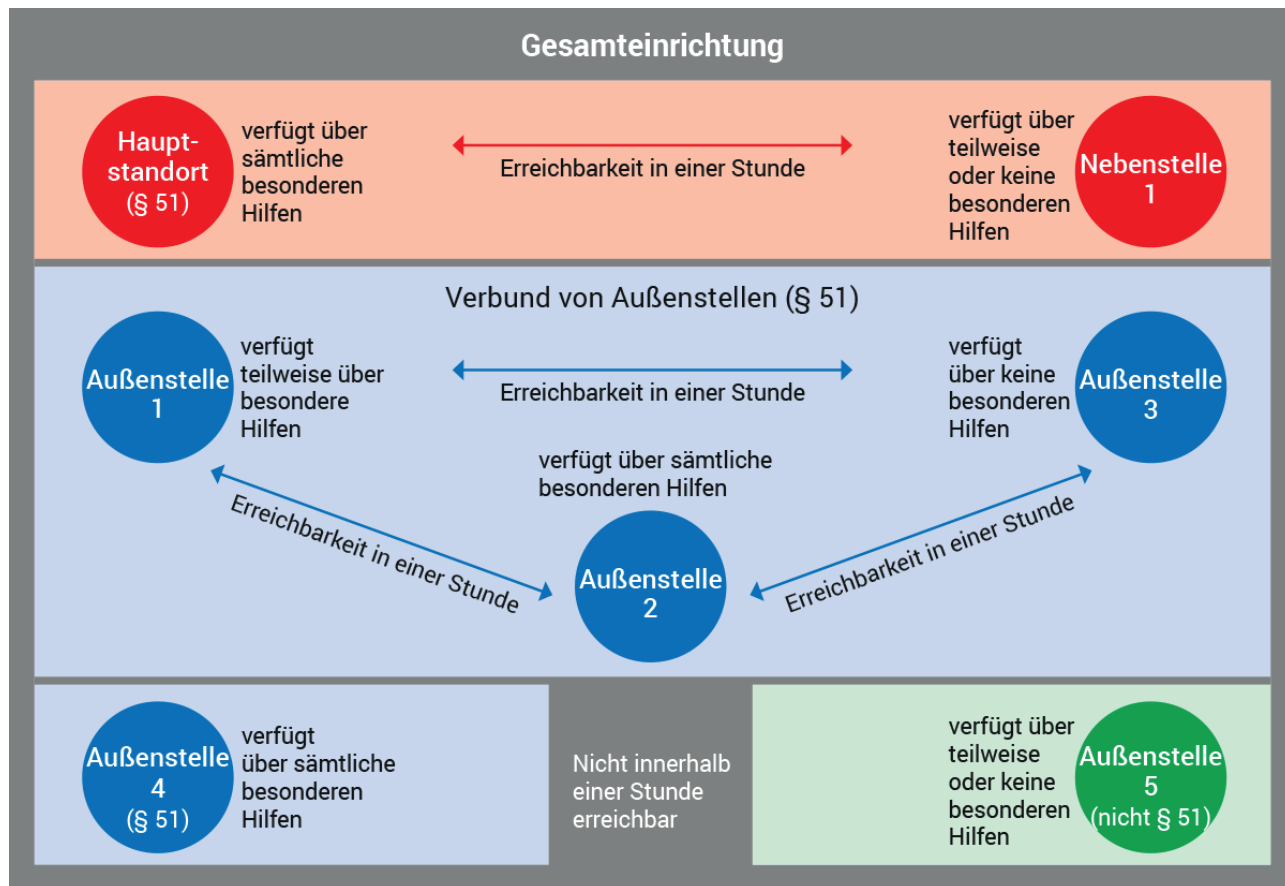 Gesamteinrichtung
Haupt-
standort
(§ 51)
verfügt über
sämtliche
besonderen
Hilfen
Erreichbarkeit in einer Stunde
verfügt über
teilweise
oder keine
besonderen
Hilfen
Nebenstelle
1
Verbund von Außenstellen (§ 51)
Außenstelle
1
verfügt
teilweise über
besondere
Hilfen
Erreichbarkeit in einer Stunde
verfügt
über keine
besonderen
Hilfen
Außenstelle
3
verfügt über sämtliche
besonderen Hilfen
Erreichbarkeit in einer Stunde
Außenstelle
2
Erreichbarkeit in einer Stunde
Außenstelle
4
(§ 51)
verfügt
über sämtliche
besonderen
Hilfen
Nicht innerhalb
einer Stunde
erreichbar
verfügt über
teilweise
oder keine
besonderen
Hilfen
Außenstelle
5
(nicht § 51)